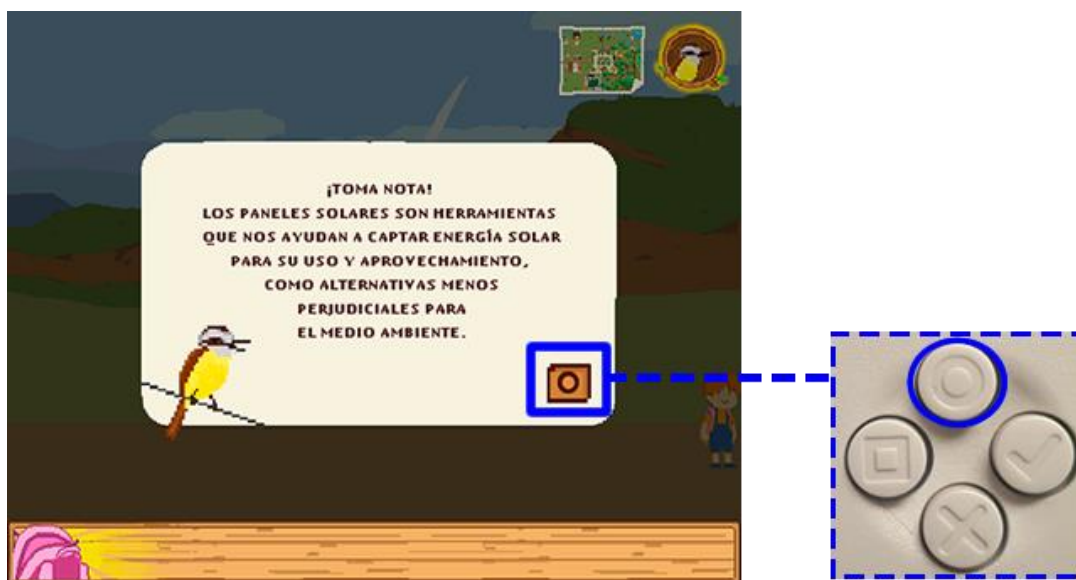 ¡TOMA NOTA!
LOS PANELES SOLARES SON HERRAMIENTAS
QUE NOS AYUDAN A CAPTAR ENERGÍA SOLAR
PARA SU USO Y APROVECHAMIENTO,
COMO ALTERNATIVAS MENOS
PERJUDICIALES PARA
EL MEDIO AMBIENTE.